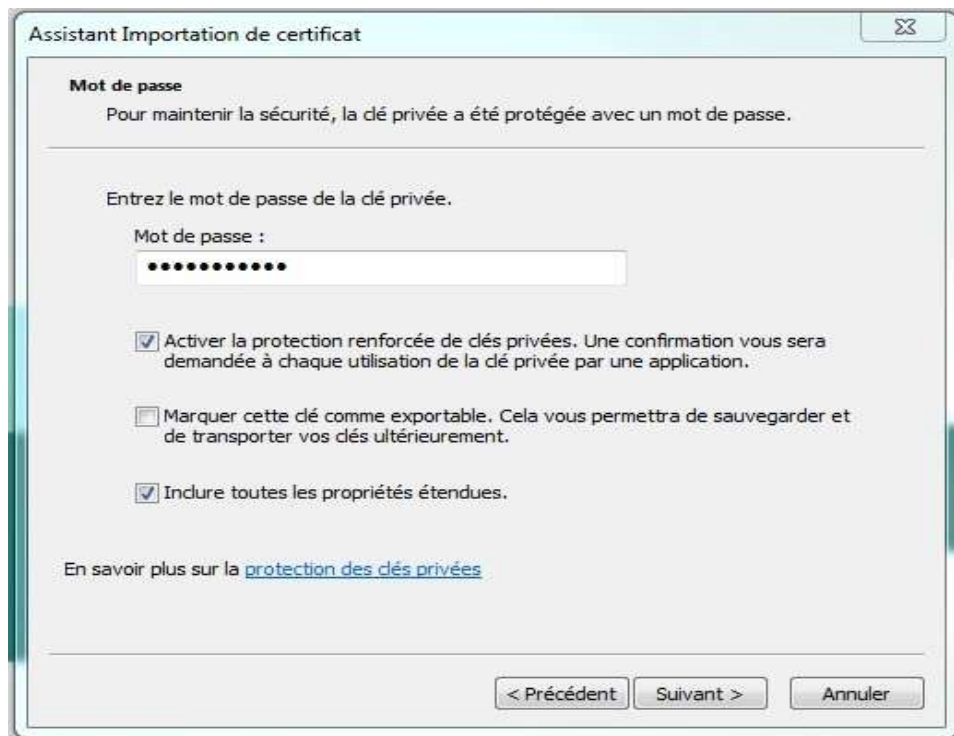 Assistant Importation de certificat
Mot de passe
Pour maintenir la sécurité, la clé privée a été protégée avec un mot de passe.
Entrez le mot de passe de la clé privée.
Mot de passe :
•••••••••••
Activer la protection renforcée de clés privées. Une confirmation vous sera
demandée à chaque utilisation de la clé privée par une application.
Marquer cette clé comme exportable. Cela vous permettra de sauvegarder et
de transporter vos clés ultérieurement.
Inclure toutes les propriétés étendues.
En savoir plus sur la protection des clés privées
< Précédent Suivant > Annuler